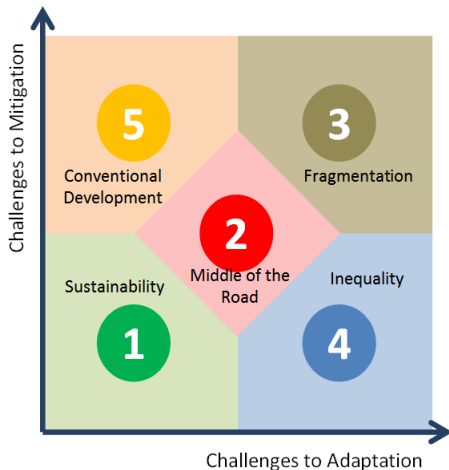 Challenges to Mitigation
5
Conventional
Development
3
Fragmentation
2
Middle of the
Road
Sustainability
1
Inequality
4
Challenges to Adaptation